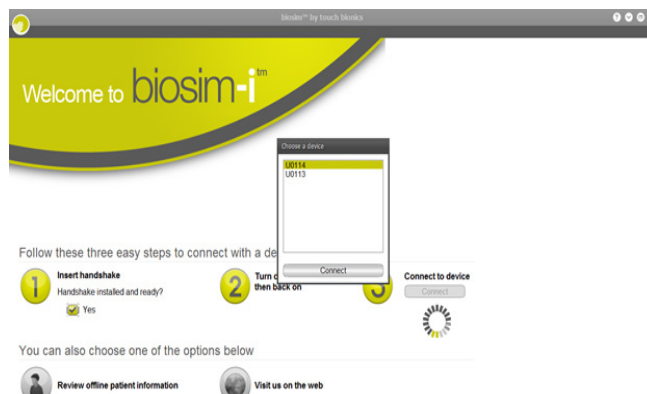 biosim™ by touch bionics
Welcome to biosim-i™
Choose a device
U0114
U0113
Connect
Follow these three easy steps to connect with a de
1
Insert handshake
Handshake installed and ready?
Yes
2
Turn
then back on
3
Connect to device
Connect
You can also choose one of the options below
Review offline patient information
Visit us on the web